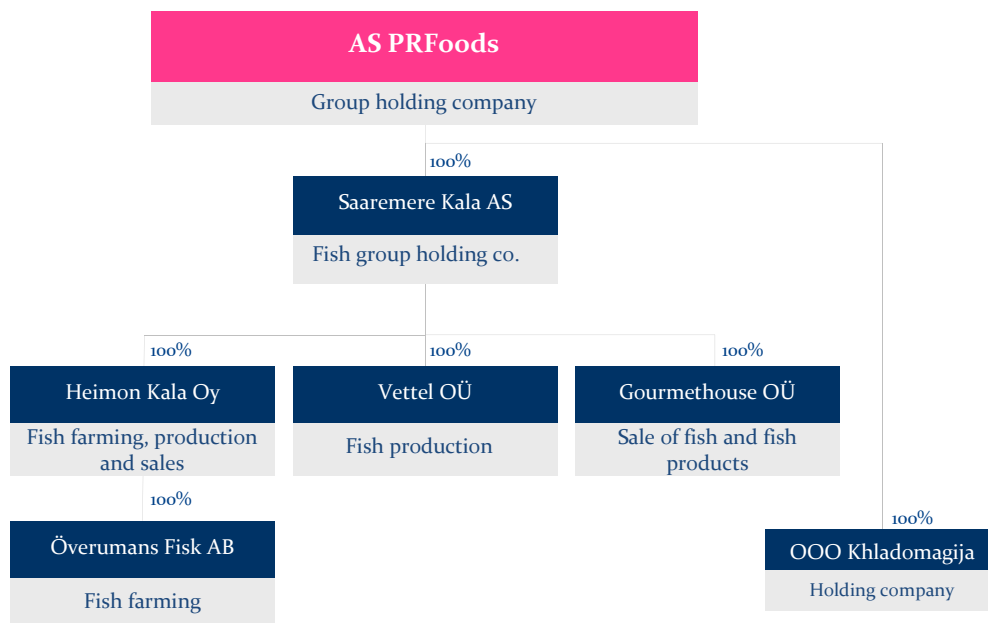 AS PRFoods
Group holding company
100%
Saaremere Kala AS
Fish group holding co.
100%
100%
100%
Heimon Kala Oy
Vettel OÜ
Gourmethouse OÜ
Fish farming, production
and sales
Fish production
Sale of fish and fish
products
100%
100%
Överumans Fisk AB
OOO Khladomagija
Fish farming
Holding company